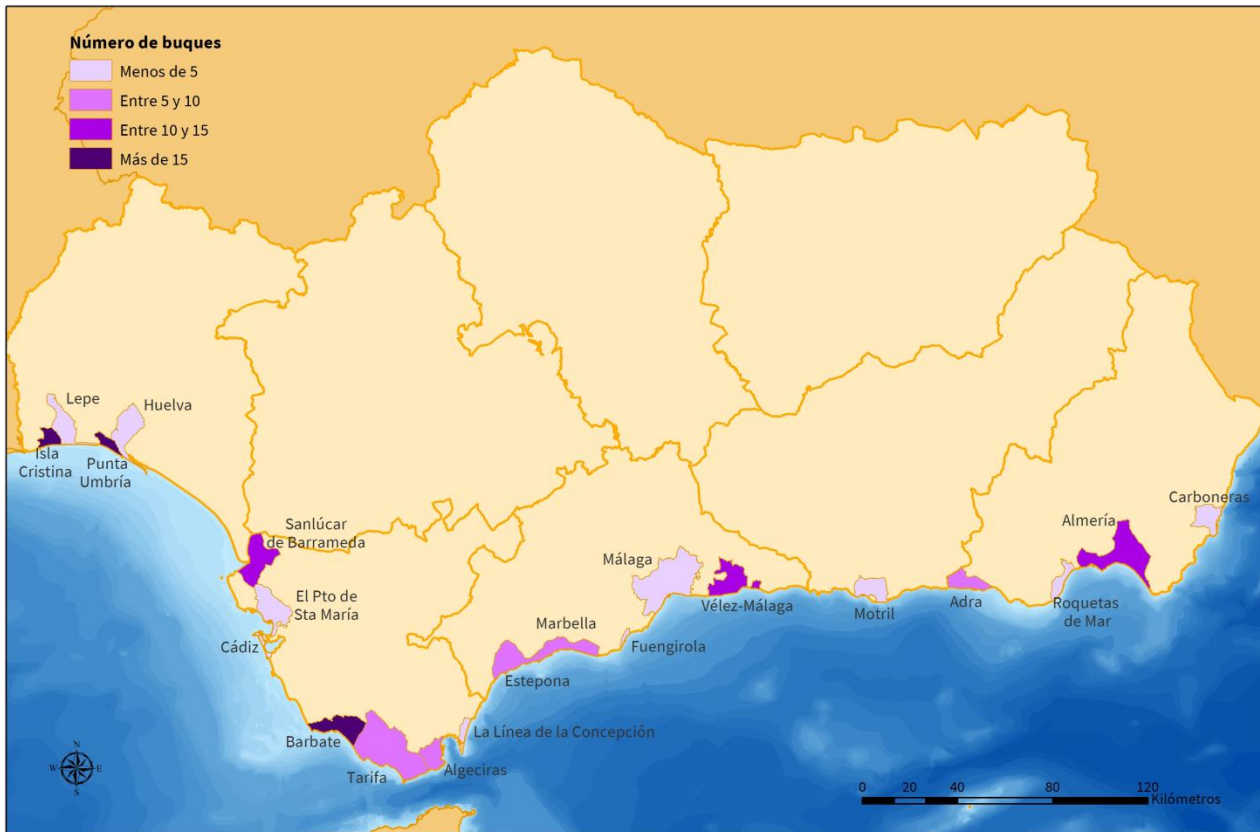 Número de buques
Menos de 5
Entre 5 y 10
Entre 10 y 15
Más de 15
Lepe
Huelva
Isla
Cristina
Punta
Umbría
Sanlúcar
de Barrameda
El Pto de
Sta María
Cádiz
Barbate
Tarifa
Algeciras
La Línea de la Concepción
Estepona
Marbella
Fuengirola
Málaga
Vélez-Málaga
Motril
Adra
Roquetas
de Mar
Almería
Carboneras
N
W E
S
0 20 40 80 120
Kilómetros